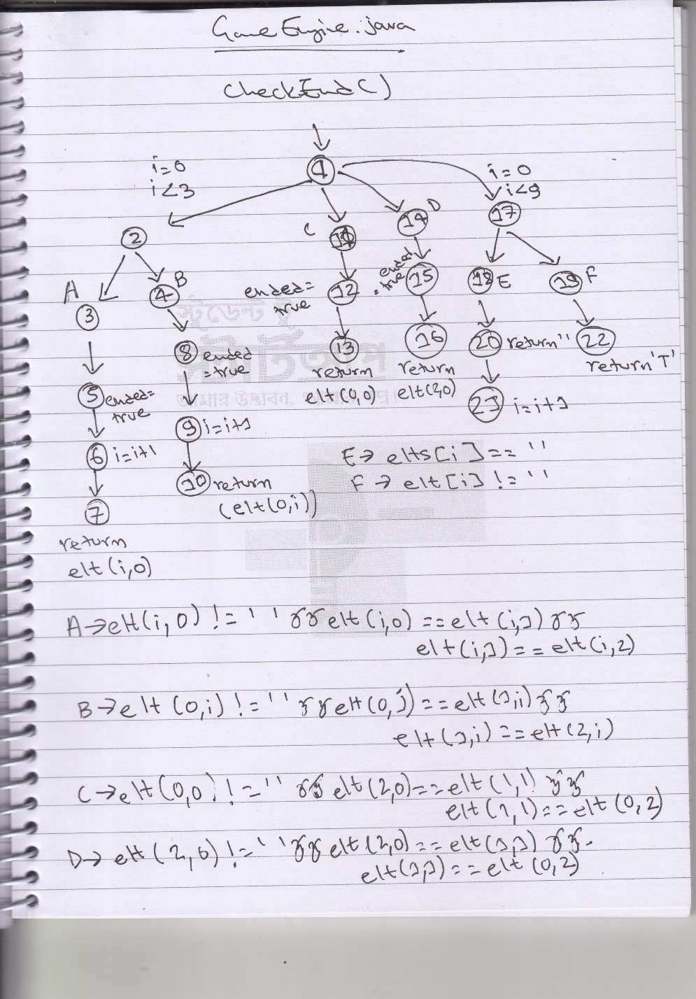 GameEngine.java
CheckEnd()
i=0
i<3
1
i=0
i<9
2
C
11
14
D
17
A
3
4
B
ended=
true
12
ended
=true
15
18
E
19
F
8
ended
=true
13
return
elt(0,0)
16
return
elt(2,0)
20
return ' '
22
return 'T'
5
ended=
true
9
i=i+1
23
i=i+1
6
i=i+1
10
return
(elt(0,i))
7
return
elt(i,0)
E→ elts[i]== ' '
F → elt[i] != ' '
স্টুডেন্ট টু
স্টার্টআপ
আমার উদ্ভাবন,
A→elt(i,0) != ' ' && elt(i,0) == elt(i,1) &&
elt(i,1) == elt(i,2)
B→elt (0,i) != ' ' && elt(0,i) == elt(1,i) &&
elt(1,i) == elt(2,i)
C→elt(0,0) != ' ' && elt(2,0)==elt(1,1) &&
elt(1,1)==elt(0,2)
D→ elt(2,0) != ' ' && elt(2,0)== elt(1,1) &&
elt(1,1)== elt(0,2)